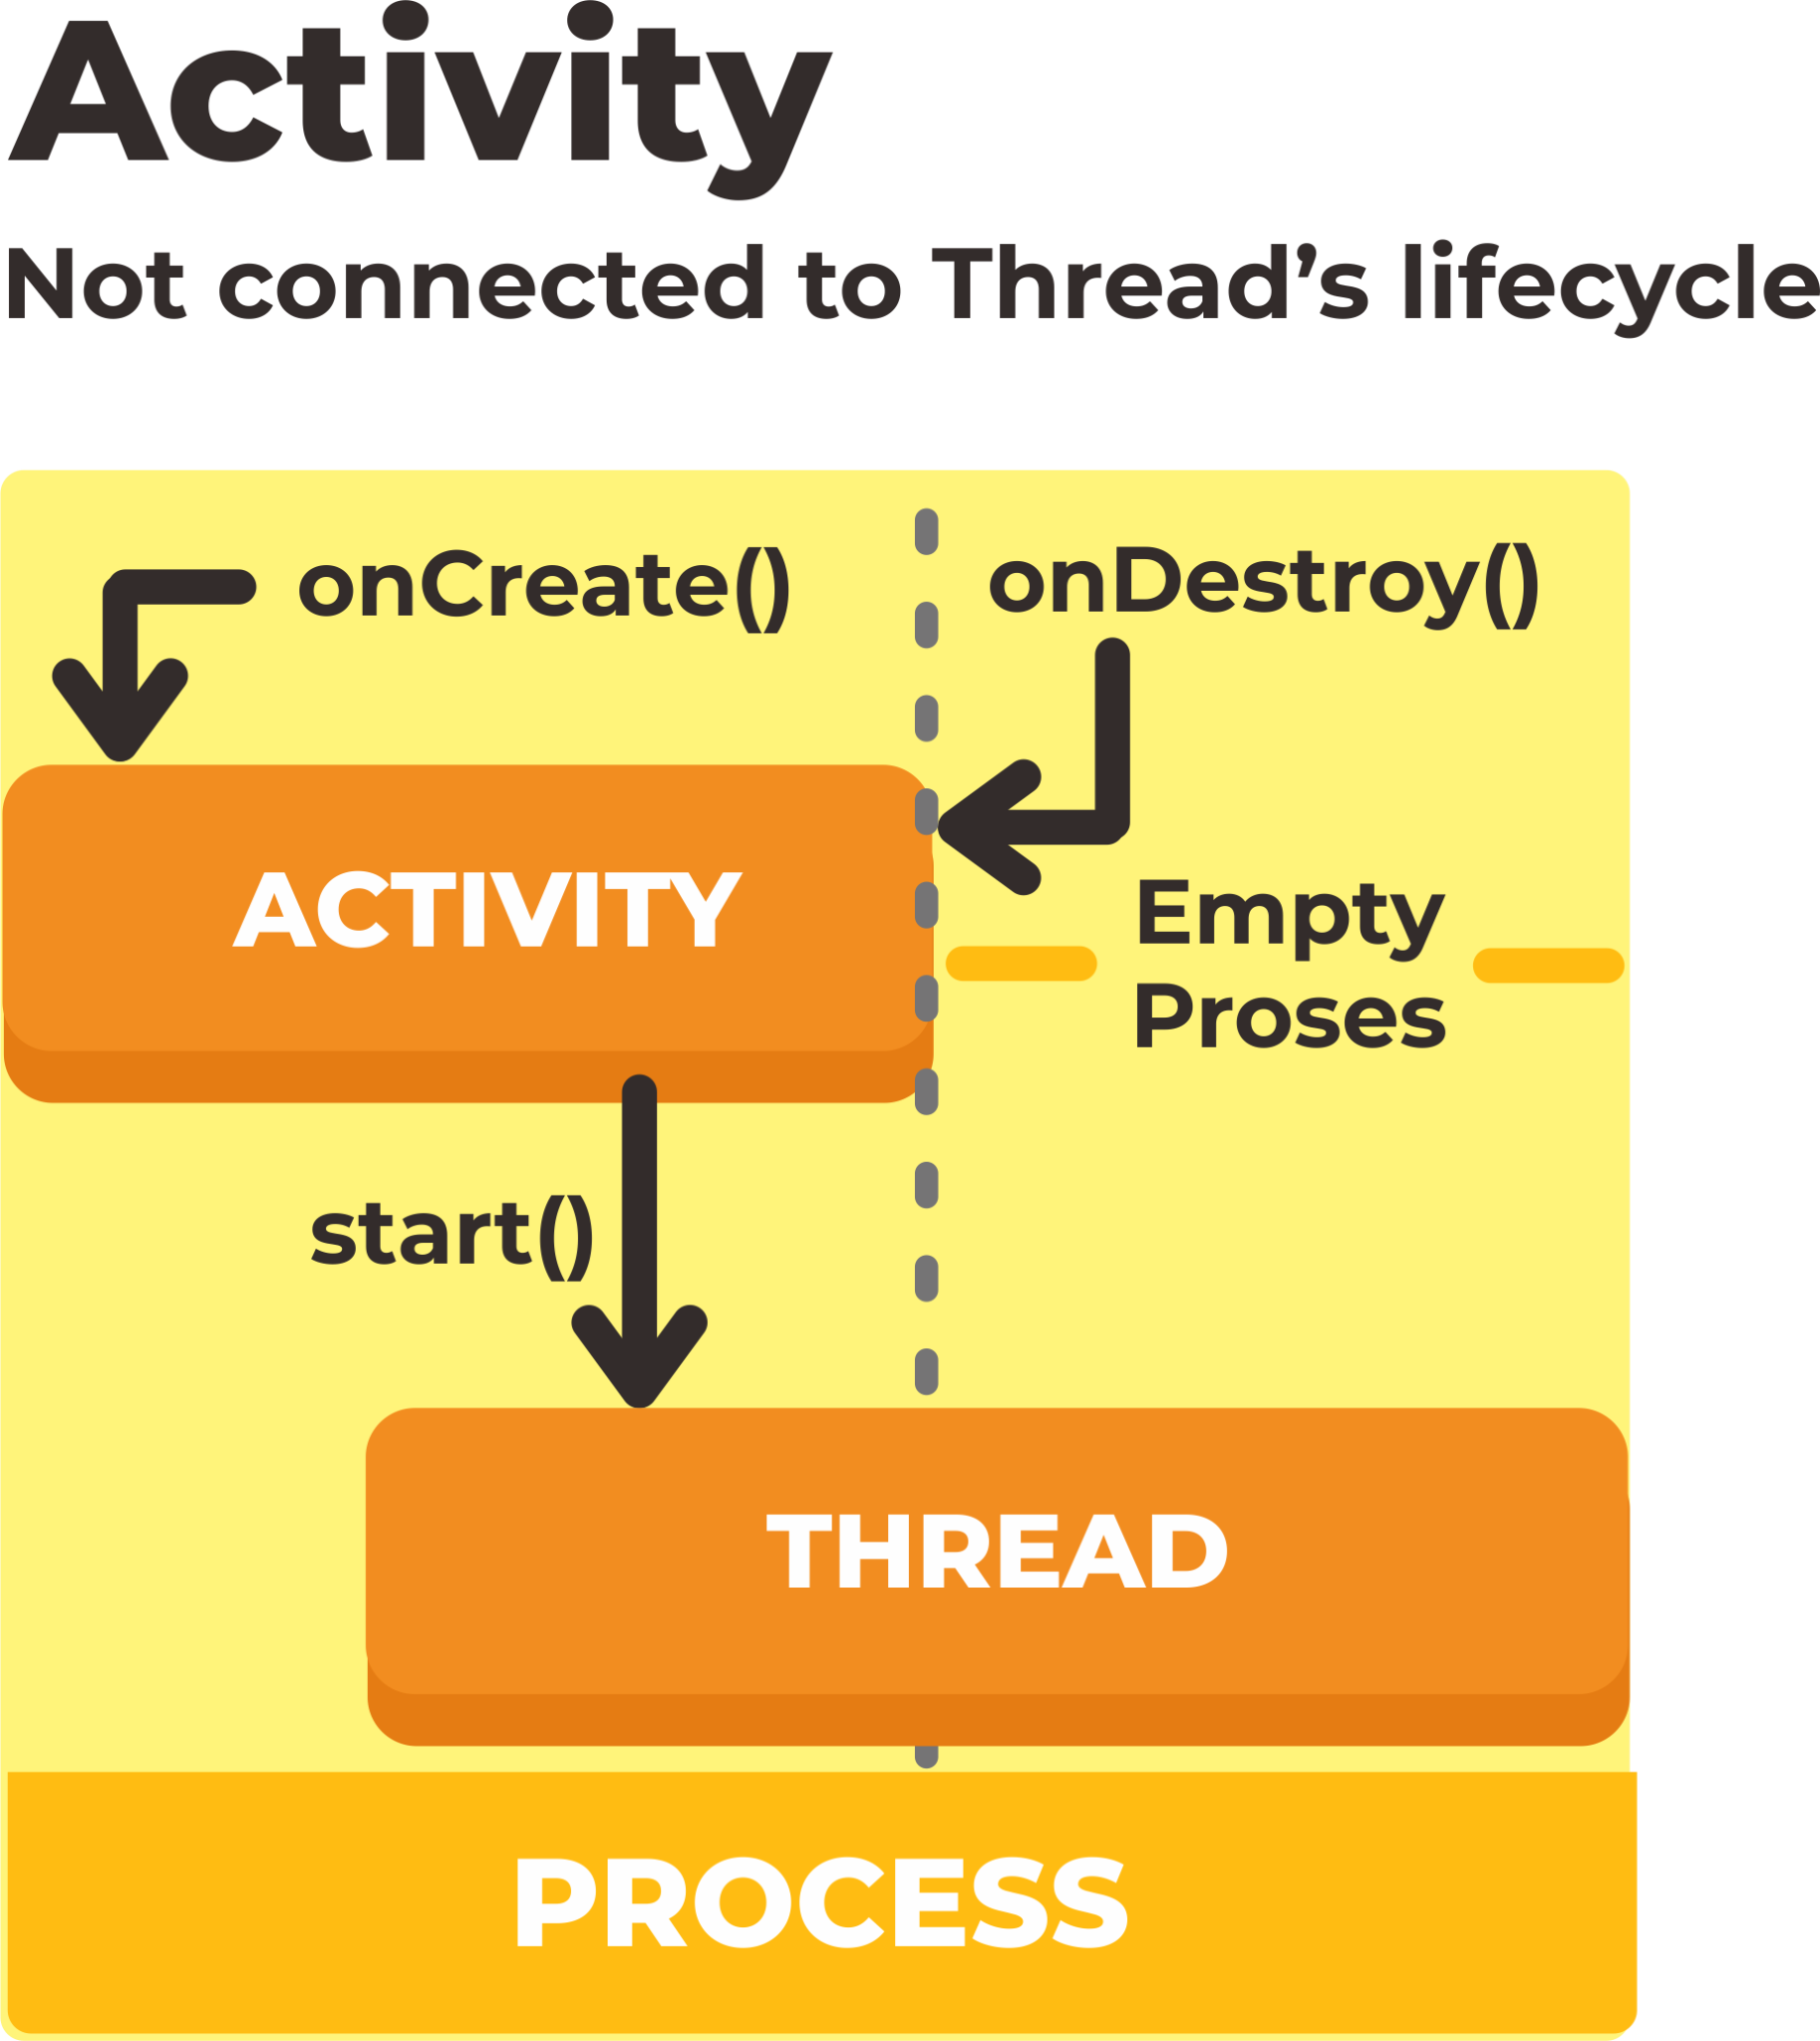 Activity
Not connected to Thread’s lifecycle
onCreate()
onDestroy()
ACTIVITY
Empty
Proses
start()
THREAD
PROCESS